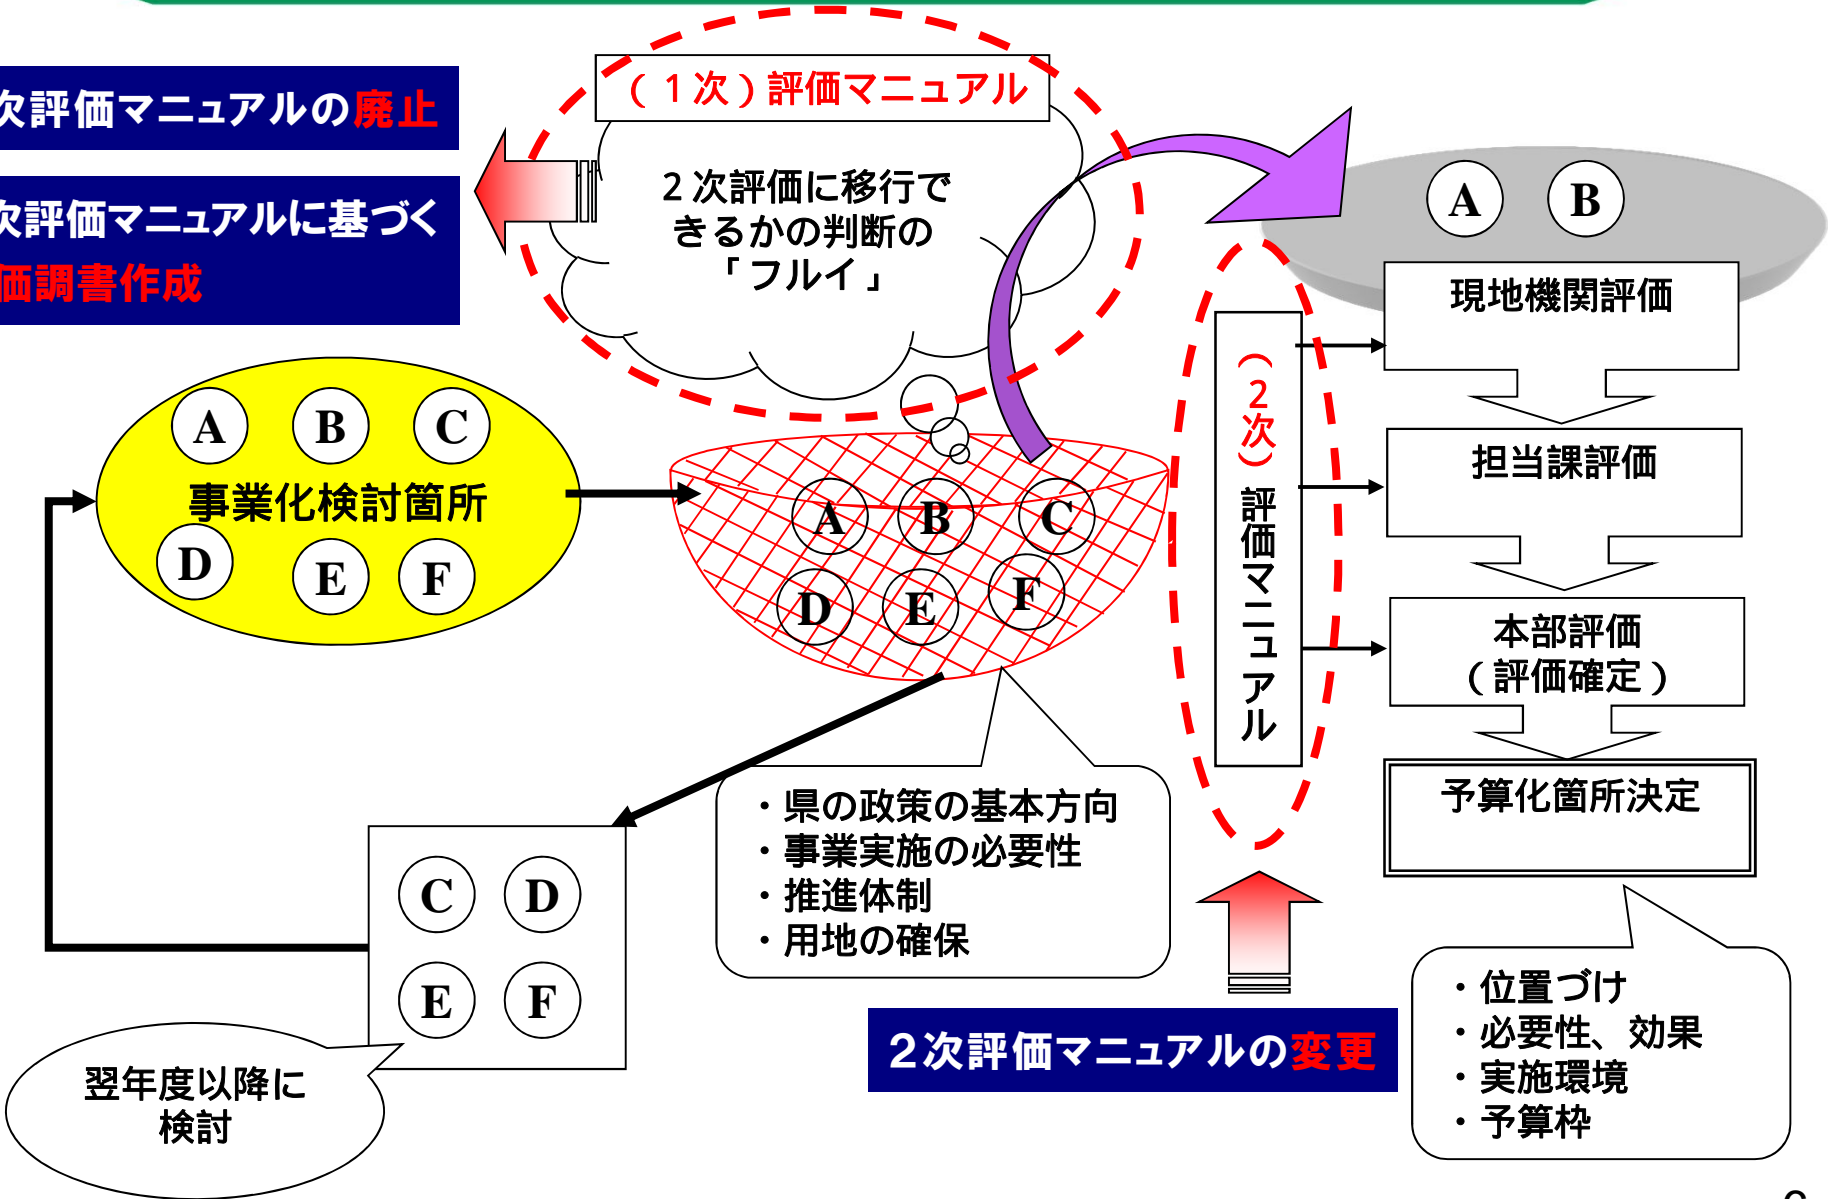 （１次）評価マニュアル
次評価マニュアルの廃止
２次評価に移行で
きるかの判断の
「フルイ」
次評価マニュアルに基づく
価調書作成
A B
現地機関評価
A B C
事業化検討箇所
D E F
A B C
D E F
（２次）評価マニュアル
担当課評価
本部評価
（評価確定）
予算化箇所決定
・県の政策の基本方向
・事業実施の必要性
・推進体制
・用地の確保
C D
E F
翌年度以降に
検討
２次評価マニュアルの変更
・位置づけ
・必要性、効果
・実施環境
・予算枠